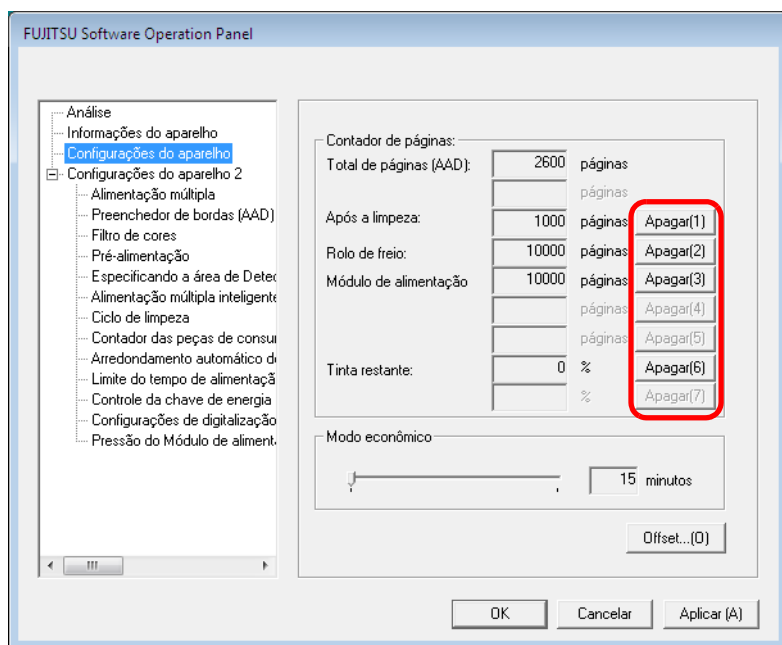 FUJITSU Software Operation Panel
Análise
Informações do aparelho
Configurações do aparelho
Configurações do aparelho 2
Alimentação múltipla
Preenchedor de bordas (AAD)
Filtro de cores
Pré-alimentação
Especificando a área de Detec
Alimentação múltipla inteligente
Ciclo de limpeza
Contador das peças de consu
Arredondamento automático d
Limite do tempo de alimentaçã
Controle da chave de energia
Configurações de digitalização
Pressão do Módulo de aliment
Contador de páginas:
Total de páginas (AAD): 2600 páginas
páginas
Após a limpeza: 1000 páginas Apagar(1)
Rolo de freio: 10000 páginas Apagar(2)
Módulo de alimentação 10000 páginas Apagar(3)
páginas Apagar(4)
páginas Apagar(5)
Tinta restante: 0 % Apagar(6)
% Apagar(7)
Modo econômico
15 minutos
Offset...(O)
OK Cancelar Aplicar (A)